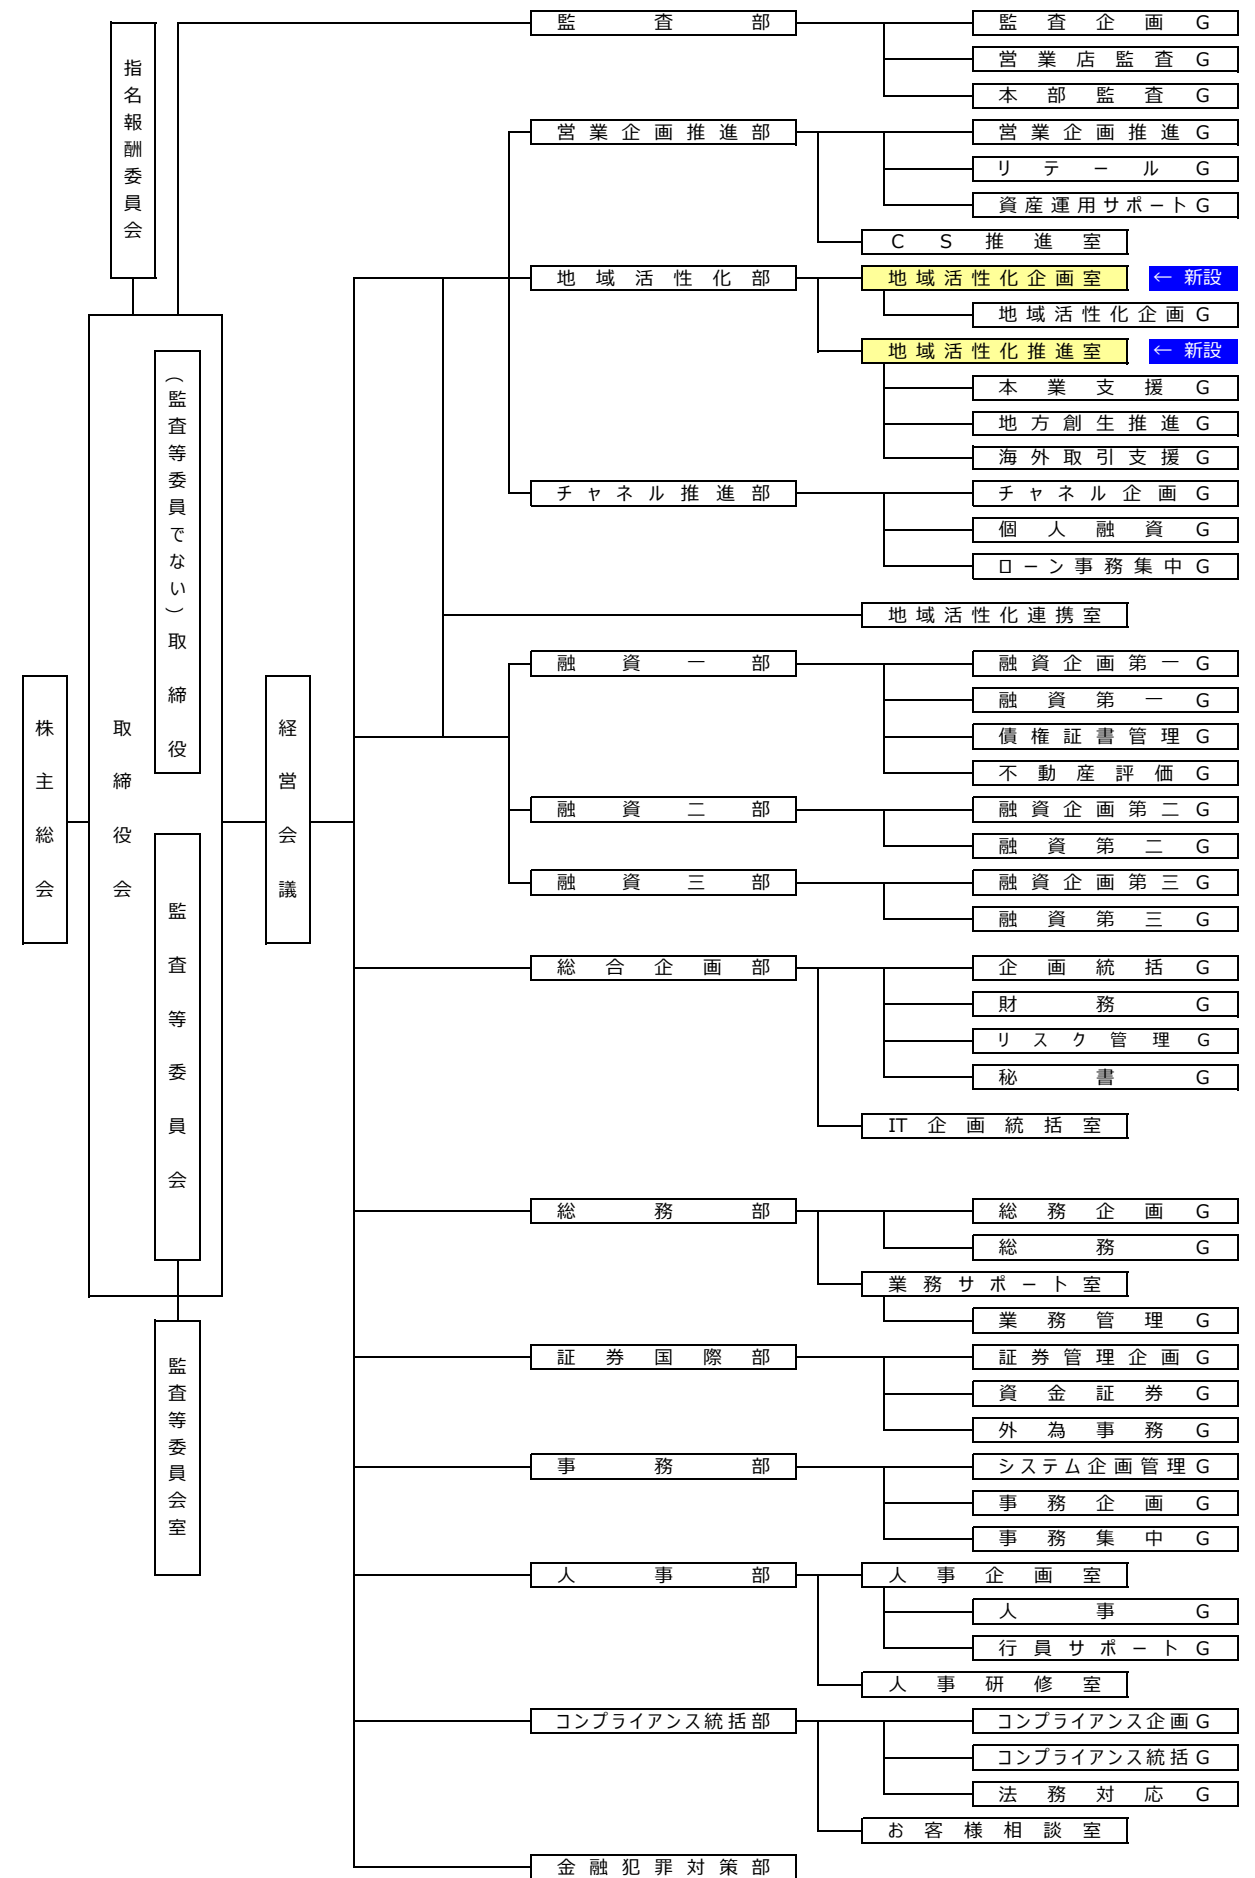 監査部
監査企画G
営業店監査G
本部監査G
指名報酬委員会
営業企画推進部
営業企画推進G
リテールG
資産運用サポートG
CS推進室
地域活性化部
地域活性化企画室
← 新設
地域活性化企画G
地域活性化推進室
← 新設
本業支援G
地方創生推進G
海外取引支援G
チャネル推進部
チャネル企画G
個人融資G
ローン事務集中G
地域活性化連携室
株主総会
取締役会
(監査等委員でない)取締役
監査等委員会
監査等委員会室
経営会議
融資一部
融資企画第一G
融資第一G
債権証書管理G
不動産評価G
融資二部
融資企画第二G
融資第二G
融資三部
融資企画第三G
融資第三G
総合企画部
企画統括G
財務G
リスク管理G
秘書G
IT企画統括室
総務部
総務企画G
総務G
業務サポート室
業務管理G
証券国際部
証券管理企画G
資金証券G
外為事務G
事務部
システム企画管理G
事務企画G
事務集中G
人事部
人事企画室
人事G
行員サポートG
人事研修室
コンプライアンス統括部
コンプライアンス企画G
コンプライアンス統括G
法務対応G
お客様相談室
金融犯罪対策部